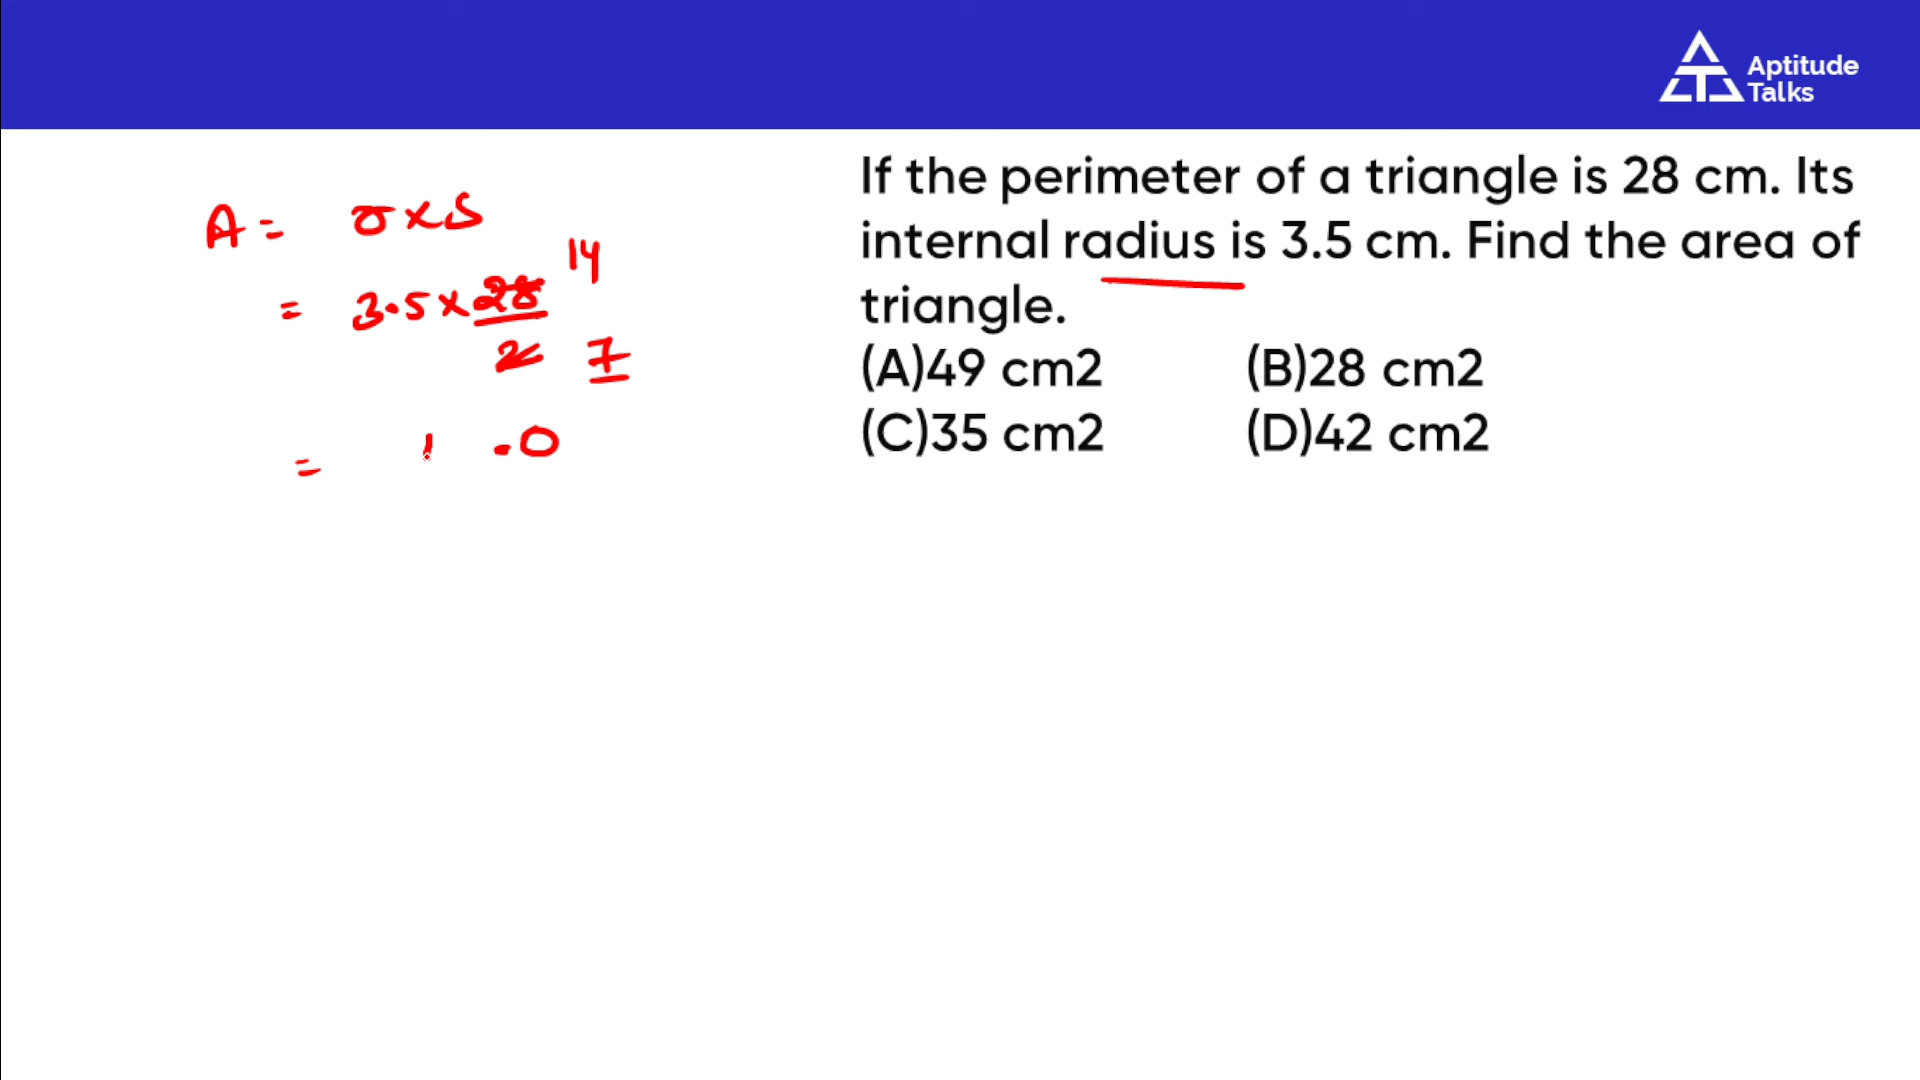 Aptitude
Talks
If the perimeter of a triangle is 28 cm. Its
internal radius is 3.5 cm. Find the area of
triangle.
(A)49 cm2 (B)28 cm2
(C)35 cm2 (D)42 cm2
A = r × s
14
= 3.5 × 28
2 7
= 1 .0